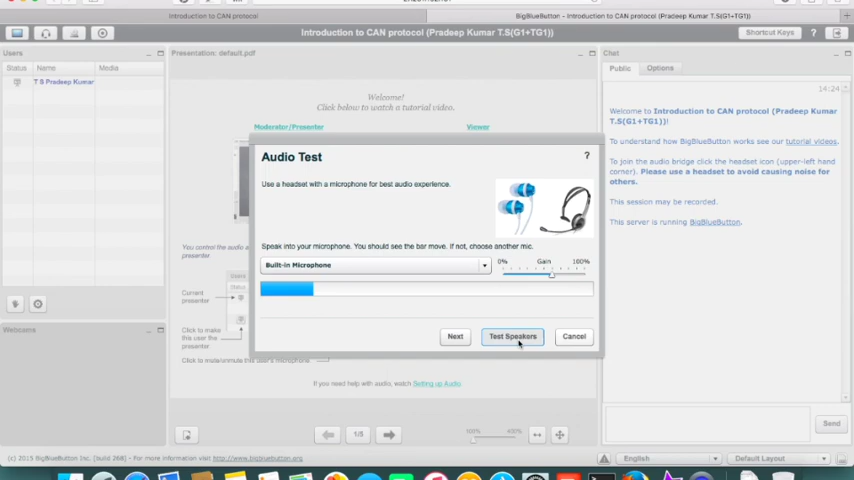 Introduction to CAN protocol
BigBlueButton - Introduction to CAN protocol (Pradeep Kumar T.S(G1+TG1))
Introduction to CAN protocol (Pradeep Kumar T.S(G1+TG1))
Shortcut Keys
?
Users
Status Name Media
T S Pradeep Kumar
Presentation: default.pdf
Welcome!
Click below to watch a tutorial video.
Moderator/Presenter
Viewer
Audio Test
?
Use a headset with a microphone for best audio experience.
Speak into your microphone. You should see the bar move. If not, choose another mic.
Built-in Microphone
0% Gain 100%
Next
Test Speakers
Cancel
You control the audio a
presenter
Current
presenter
Click to make
this user the
presenter
Click to mute/unmute this user's microphone
If you need help with audio, watch Setting up Audio
1/5
100% 400%
Webcams
Chat
Public Options
14:24
Welcome to Introduction to CAN protocol (Pradeep Kumar
T.S(G1+TG1))!
To understand how BigBlueButton works see our tutorial videos.
To join the audio bridge click the headset icon (upper-left hand
corner). Please use a headset to avoid causing noise for
others.
This session may be recorded.
This server is running BigBlueButton.
Send
(c) 2015 BigBlueButton Inc. [build 268] - For more information visit http://www.bigbluebutton.org
English
Default Layout